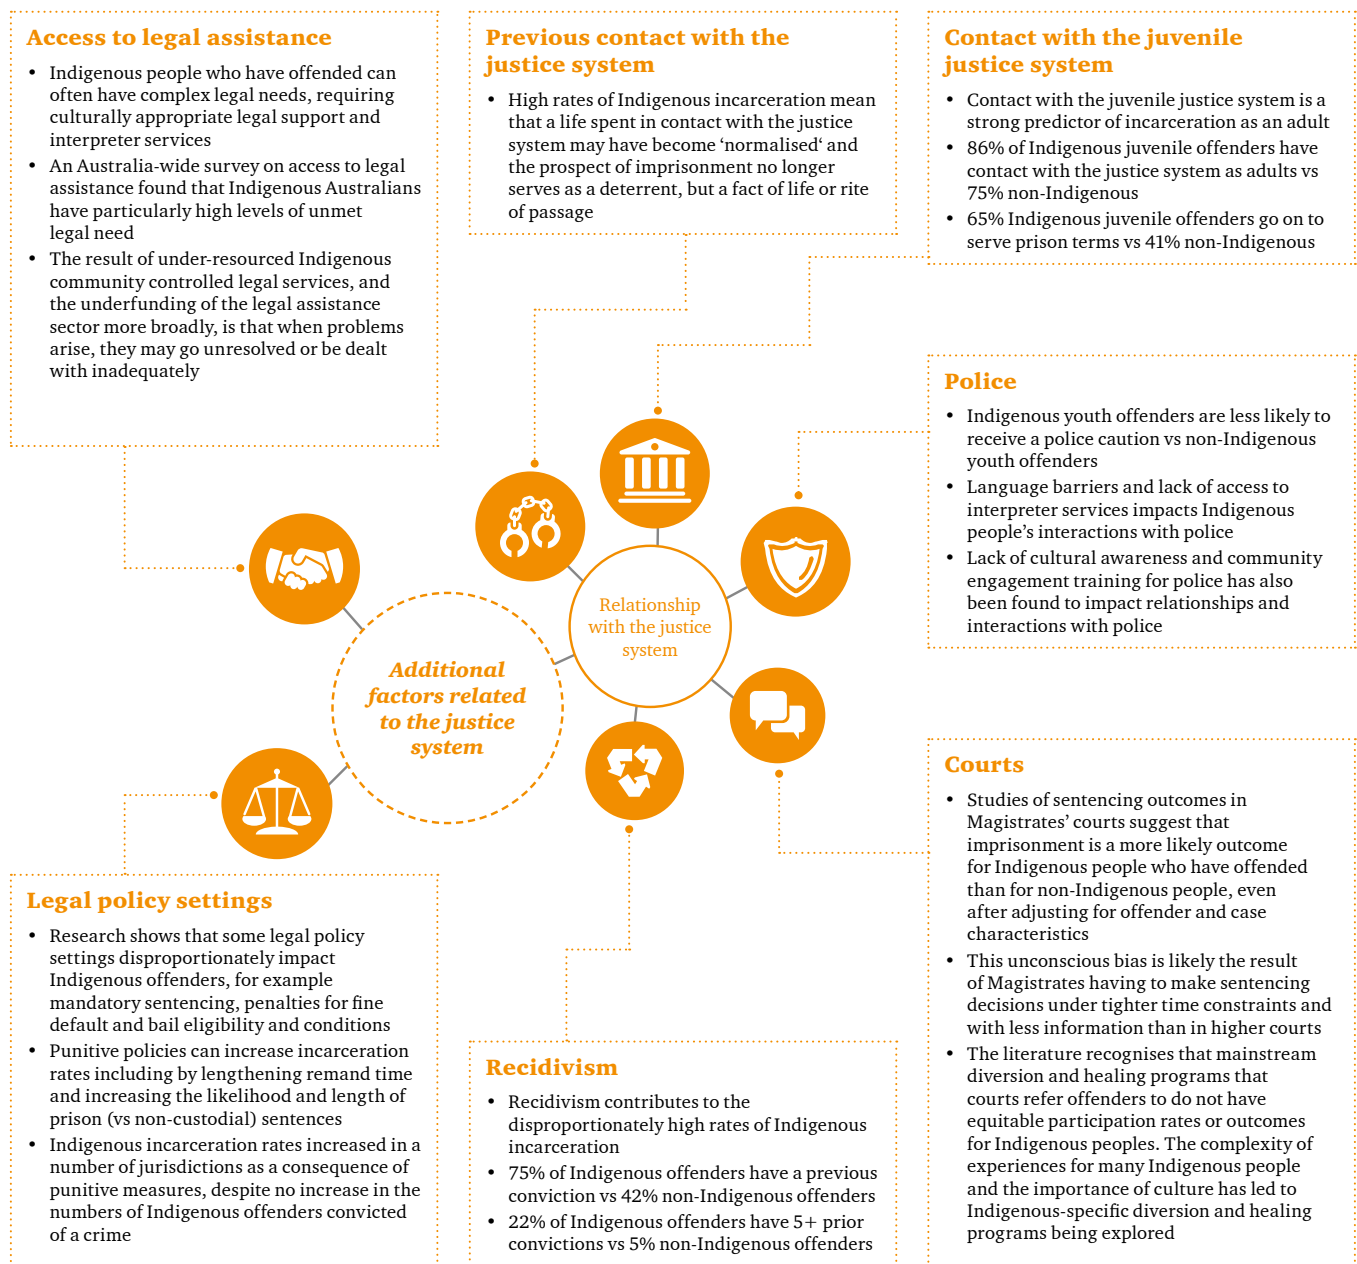 Access to legal assistance
• Indigenous people who have offended can
often have complex legal needs, requiring
culturally appropriate legal support and
interpreter services
• An Australia-wide survey on access to legal
assistance found that Indigenous Australians
have particularly high levels of unmet
legal need
• The result of under-resourced Indigenous
community controlled legal services, and
the underfunding of the legal assistance
sector more broadly, is that when problems
arise, they may go unresolved or be dealt
with inadequately
Previous contact with the
justice system
• High rates of Indigenous incarceration mean
that a life spent in contact with the justice
system may have become ‘normalised‘ and
the prospect of imprisonment no longer
serves as a deterrent, but a fact of life or rite
of passage
Contact with the juvenile
justice system
• Contact with the juvenile justice system is a
strong predictor of incarceration as an adult
• 86% of Indigenous juvenile offenders have
contact with the justice system as adults vs
75% non-Indigenous
• 65% Indigenous juvenile offenders go on to
serve prison terms vs 41% non-Indigenous
Police
• Indigenous youth offenders are less likely to
receive a police caution vs non-Indigenous
youth offenders
• Language barriers and lack of access to
interpreter services impacts Indigenous
people’s interactions with police
• Lack of cultural awareness and community
engagement training for police has also
been found to impact relationships and
interactions with police
Relationship
with the justice
system
Additional
factors related
to the justice
system
Courts
• Studies of sentencing outcomes in
Magistrates’ courts suggest that
imprisonment is a more likely outcome
for Indigenous people who have offended
than for non-Indigenous people, even
after adjusting for offender and case
characteristics
• This unconscious bias is likely the result
of Magistrates having to make sentencing
decisions under tighter time constraints and
with less information than in higher courts
• The literature recognises that mainstream
diversion and healing programs that
courts refer offenders to do not have
equitable participation rates or outcomes
for Indigenous peoples. The complexity of
experiences for many Indigenous people
and the importance of culture has led to
Indigenous-specific diversion and healing
programs being explored
Legal policy settings
• Research shows that some legal policy
settings disproportionately impact
Indigenous offenders, for example
mandatory sentencing, penalties for fine
default and bail eligibility and conditions
• Punitive policies can increase incarceration
rates including by lengthening remand time
and increasing the likelihood and length of
prison (vs non-custodial) sentences
• Indigenous incarceration rates increased in a
number of jurisdictions as a consequence of
punitive measures, despite no increase in the
numbers of Indigenous offenders convicted
of a crime
Recidivism
• Recidivism contributes to the
disproportionately high rates of Indigenous
incarceration
• 75% of Indigenous offenders have a previous
conviction vs 42% non-Indigenous offenders
• 22% of Indigenous offenders have 5+ prior
convictions vs 5% non-Indigenous offenders